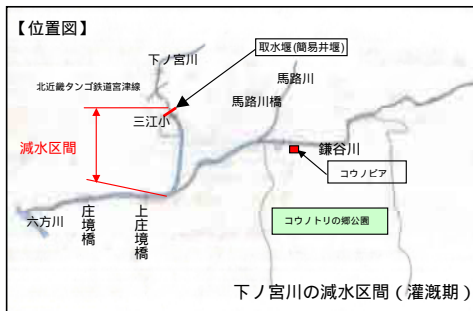 【位置図】
下ノ宮川
取水堰(簡易井堰)
北近畿タンゴ鉄道宮津線
馬路川
三江小
馬路川橋
減水区間
鎌谷川
コウノピア
六方川
庄境橋
上庄境橋
コウノトリの郷公園
下ノ宮川の減水区間(灌漑期)